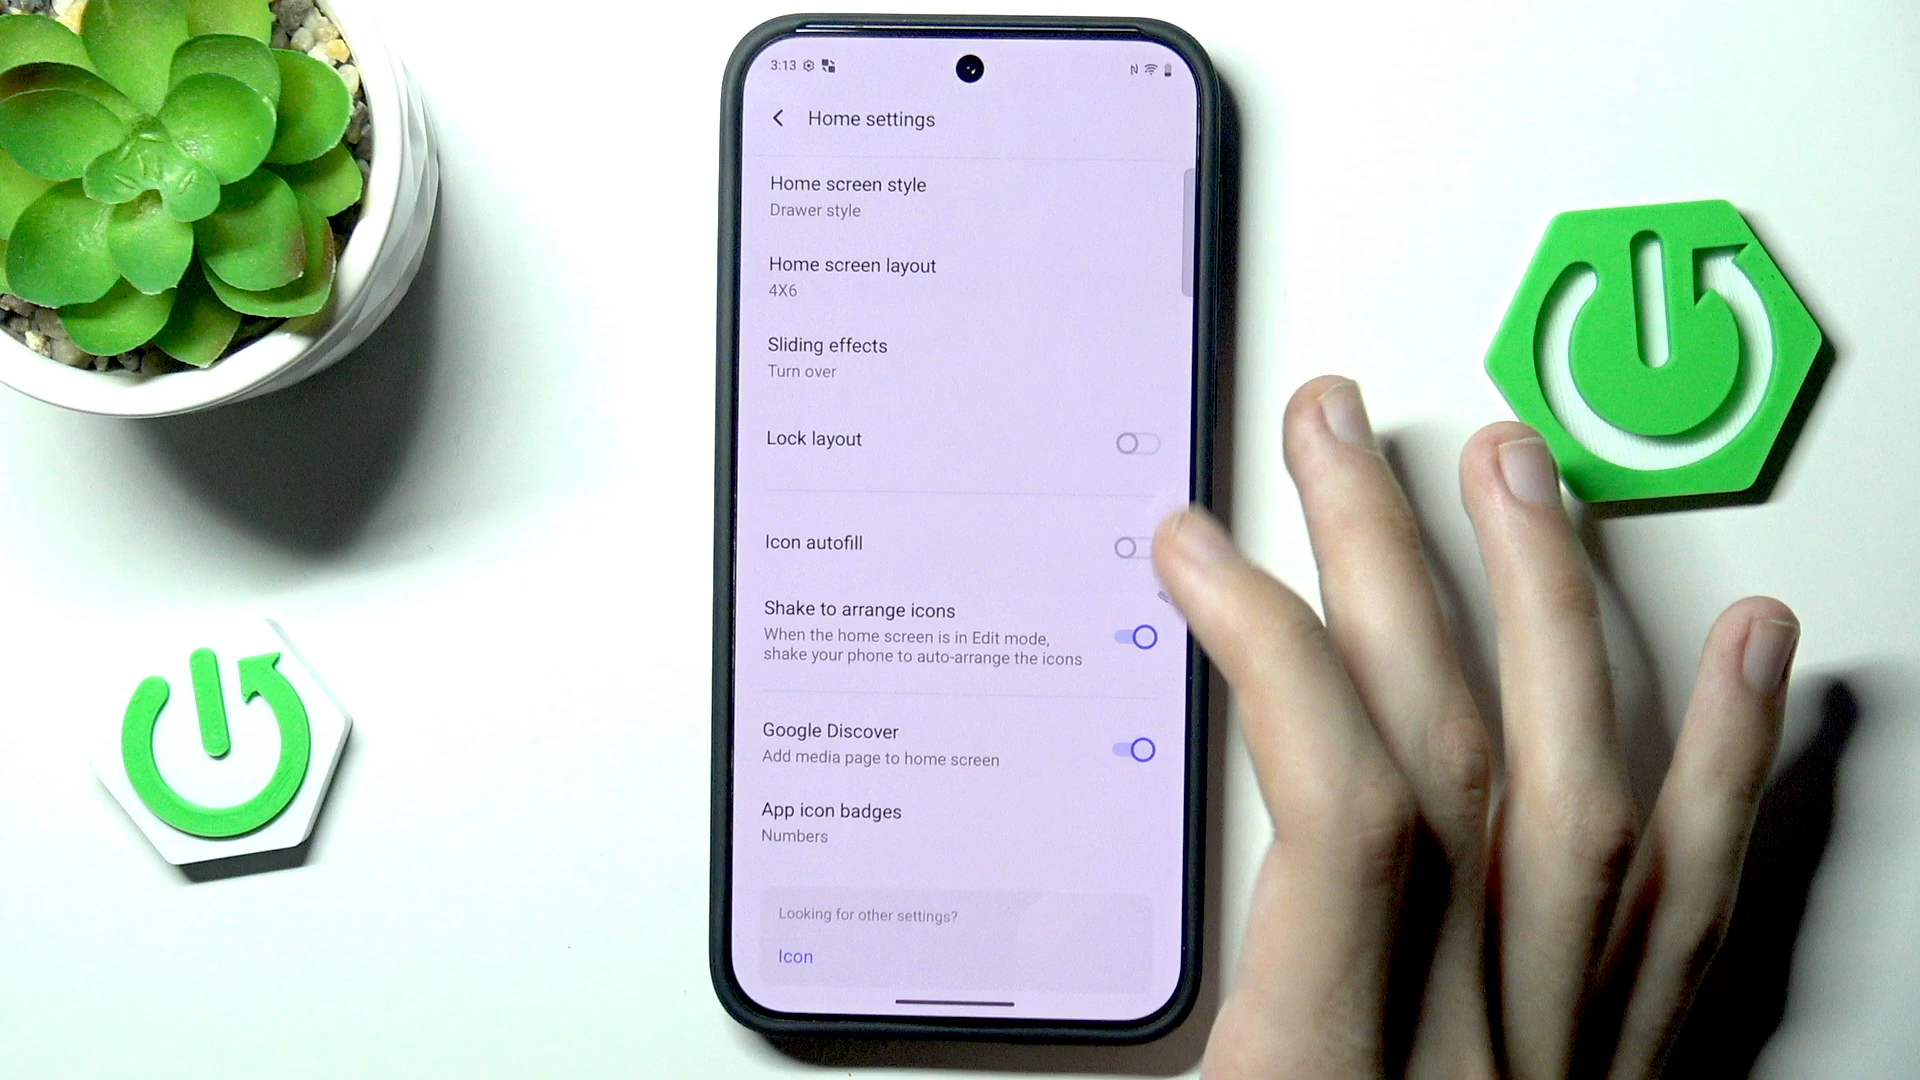 3:13
Home settings
Home screen style
Drawer style
Home screen layout
4X6
Sliding effects
Turn over
Lock layout
Icon autofill
Shake to arrange icons
When the home screen is in Edit mode,
shake your phone to auto-arrange the icons
Google Discover
Add media page to home screen
App icon badges
Numbers
Looking for other settings?
Icon